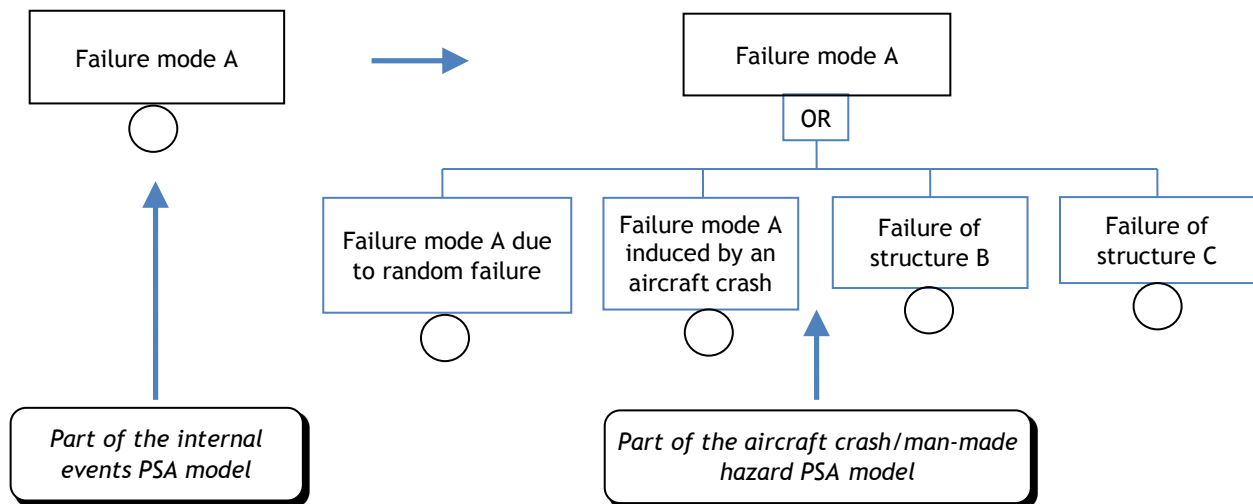 Failure mode A
Failure mode A
OR
Failure mode A due
to random failure
Failure mode A
induced by an
aircraft crash
Failure of
structure B
Failure of
structure C
Part of the internal
events PSA model
Part of the aircraft crash/man-made
hazard PSA model